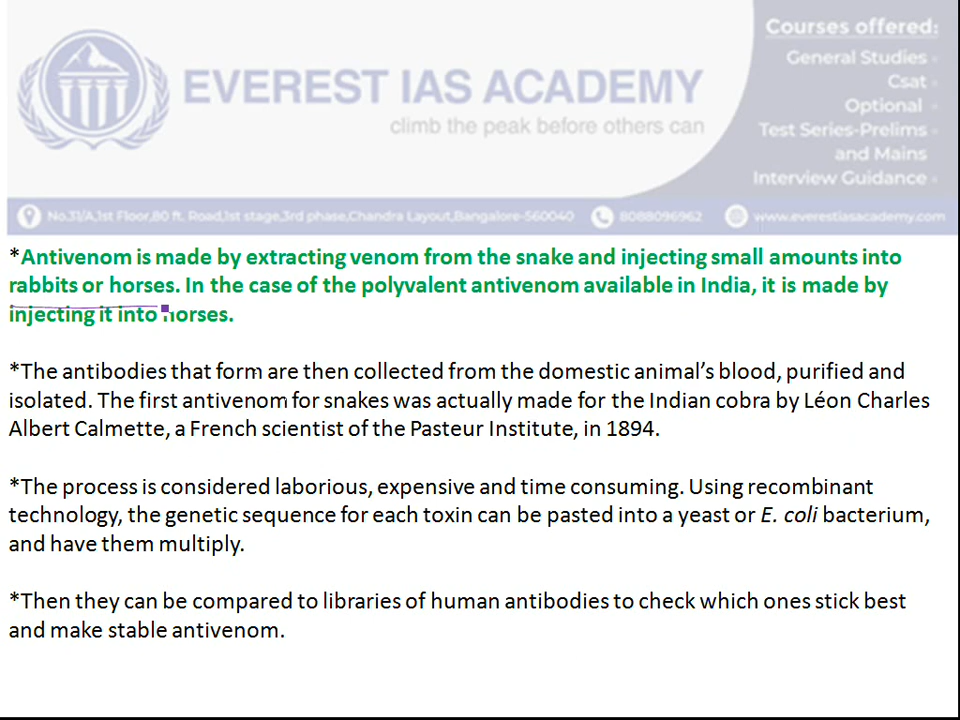 Courses offered:
General Studies
Csat
EVEREST IAS ACADEMY
Optional
climb the peak before others can
Test Series-Prelims
and Mains
Interview Guidance
No.31/A,1st Floor,80 ft. Road,1st stage,3rd phase,Chandra Layout,Bangalore-560040 8088096962 www.everestiasacademy.com
*Antivenom is made by extracting venom from the snake and injecting small amounts into
rabbits or horses. In the case of the polyvalent antivenom available in India, it is made by
injecting it into horses.
*The antibodies that form are then collected from the domestic animal’s blood, purified and
isolated. The first antivenom for snakes was actually made for the Indian cobra by Léon Charles
Albert Calmette, a French scientist of the Pasteur Institute, in 1894.
*The process is considered laborious, expensive and time consuming. Using recombinant
technology, the genetic sequence for each toxin can be pasted into a yeast or E. coli bacterium,
and have them multiply.
*Then they can be compared to libraries of human antibodies to check which ones stick best
and make stable antivenom.